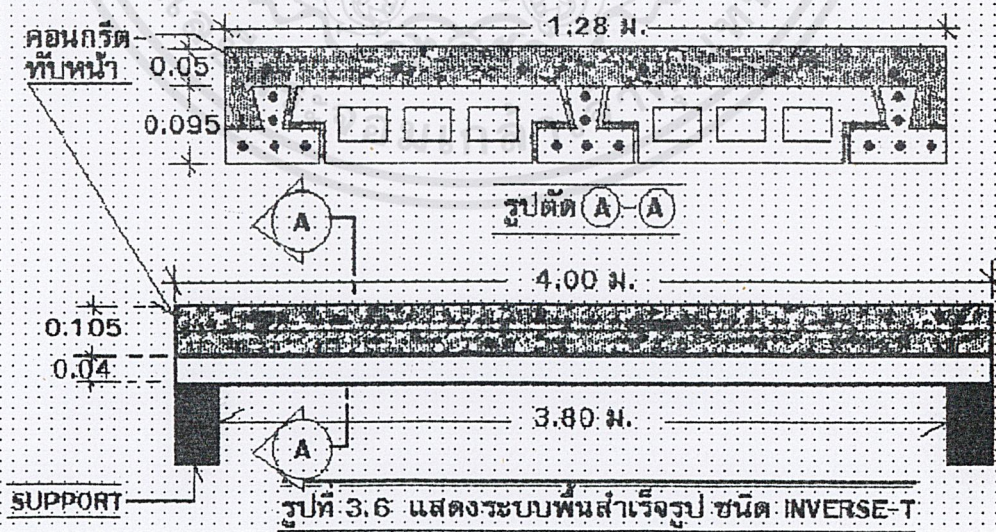 1.28 ม.
คอนกรีต
ทับหน้า
0.05
0.095
รูปตัด A-A
A
4.00 ม.
0.105
0.04
3.80 ม.
A
SUPPORT
รูปที่ 3.6 แสดงระบบพื้นสำเร็จรูป ชนิด INVERSE-T